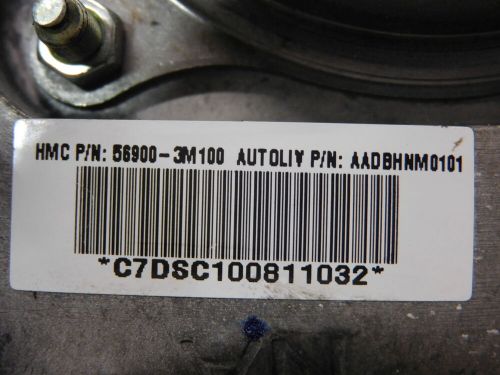 HMC P/N: 56900-3M100 AUTOLIV P/N: AADBHNM0101
*C7DSC100811032*